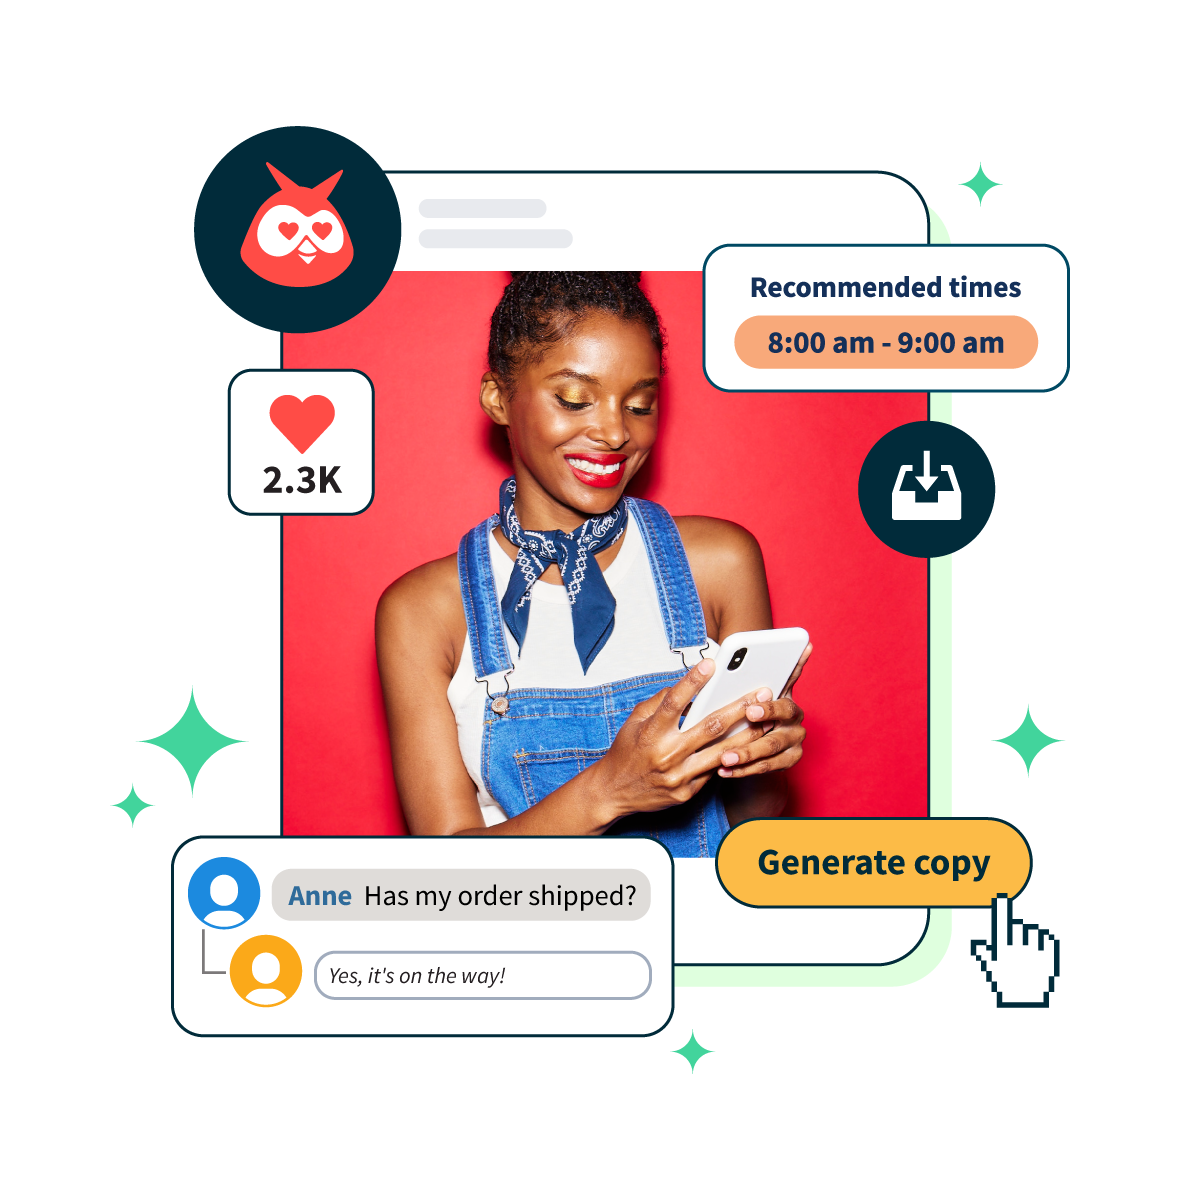 Recommended times
8:00 am - 9:00 am
2.3K
Generate copy
Anne Has my order shipped?
Yes, it's on the way!